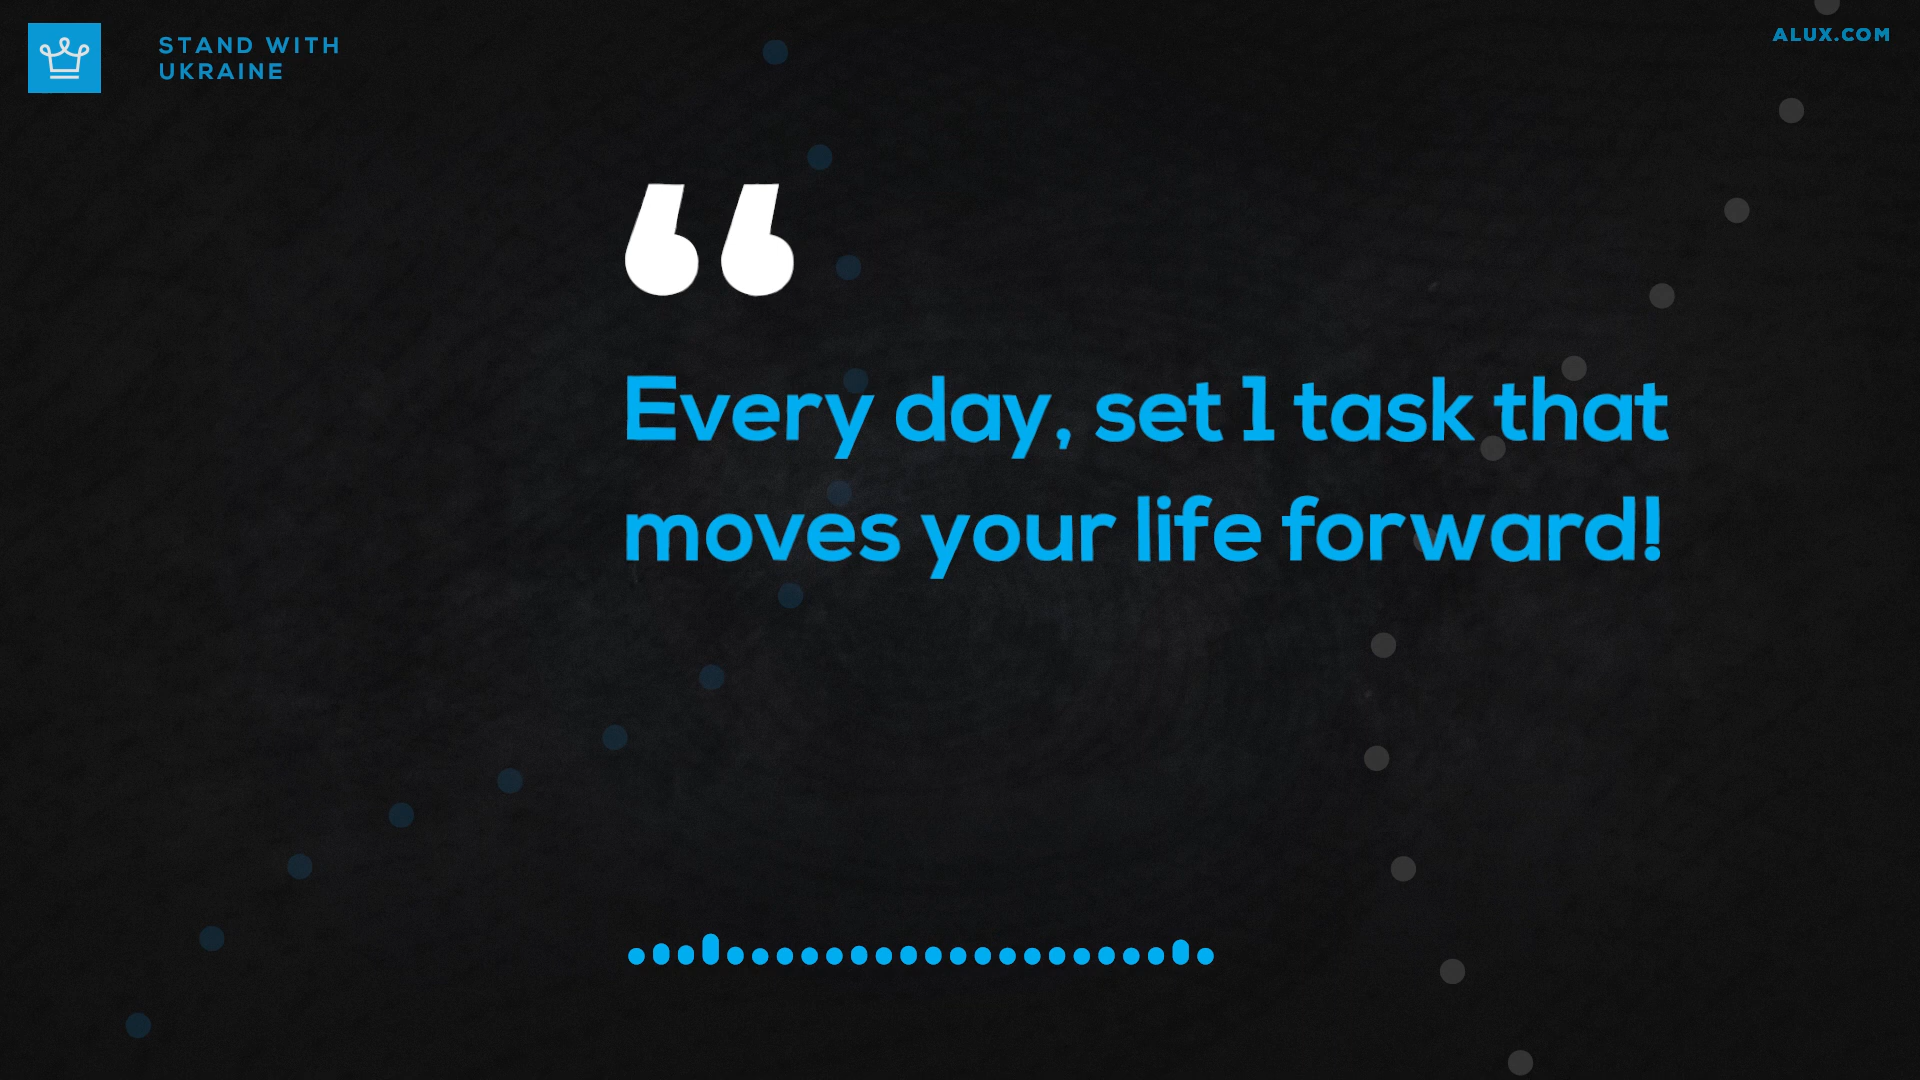 STAND WITH
UKRAINE
ALUX.COM
“
Every day, set 1 task that
moves your life forward!